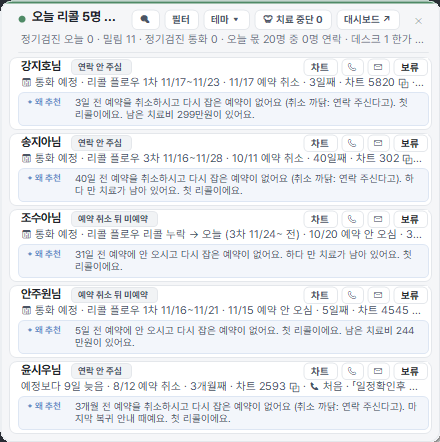 오늘 리콜 5명 ...
필터
테마
치료 중단 0
대시보드 ↗
×
정기검진 오늘 0 · 밀림 11 · 정기검진 통화 0 · 오늘 몫 20명 중 0명 연락 · 데스크 1 한가 ...
강지호님 연락 안 주심 차트 보류
통화 예정 · 리콜 플로우 1차 11/17~11/23 · 11/17 예약 취소 · 3일째 · 차트 5820 ...
• 왜 추천 3일 전 예약을 취소하시고 다시 잡은 예약이 없어요 (취소 까닭: 연락 주신다고). 첫
리콜이에요. 남은 치료비 299만원이 있어요.
송지아님 연락 안 주심 차트 보류
통화 예정 · 리콜 플로우 3차 11/16~11/28 · 10/11 예약 취소 · 40일째 · 차트 302 ...
• 왜 추천 40일 전 예약을 취소하시고 다시 잡은 예약이 없어요 (취소 까닭: 연락 주신다고). 하
다 만 치료가 남아 있어요. 첫 리콜이에요.
조수아님 예약 취소 뒤 미예약 차트 보류
통화 예정 · 리콜 플로우 리콜 누락 → 오늘 (3차 11/24~ 전) · 10/20 예약 안 오심 · 3...
• 왜 추천 31일 전 예약에 안 오시고 다시 잡은 예약이 없어요. 하다 만 치료가 남아 있어요. 첫
리콜이에요.
안주원님 예약 취소 뒤 미예약 차트 보류
통화 예정 · 리콜 플로우 1차 11/16~11/21 · 11/15 예약 안 오심 · 5일째 · 차트 4545 ...
• 왜 추천 5일 전 예약에 안 오시고 다시 잡은 예약이 없어요. 첫 리콜이에요. 남은 치료비 244
만원이 있어요.
윤시우님 연락 안 주심 차트 보류
예정보다 9일 늦음 · 8/12 예약 취소 · 3개월째 · 차트 2593 · 처음 · 「일정확인후 ...
• 왜 추천 3개월 전 예약을 취소하시고 다시 잡은 예약이 없어요 (취소 까닭: 연락 주신다고). 마
지막 복귀 안내 때예요. 첫 리콜이에요.